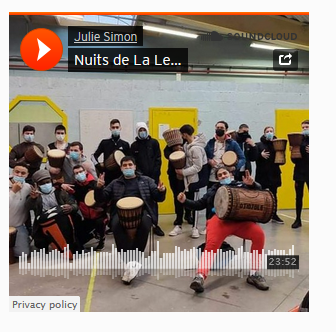 Julie Simon
SOUNDCLOUD
Nuits de La Le...
23:52
Privacy policy